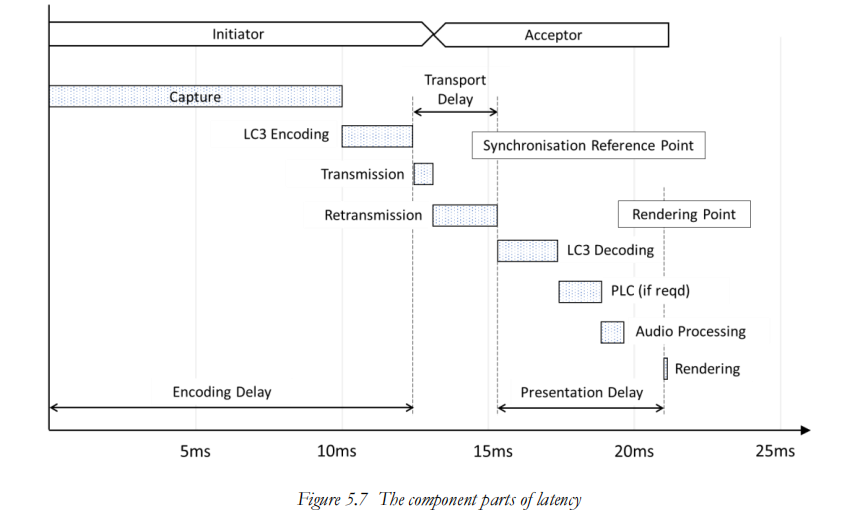 Initiator
Acceptor
Capture
Transport
Delay
LC3 Encoding
Synchronisation Reference Point
Transmission
Retransmission
Rendering Point
LC3 Decoding
PLC (if reqd)
Audio Processing
Rendering
Encoding Delay
Presentation Delay
5ms
10ms
15ms
20ms
25ms
Figure 5.7 The component parts of latency